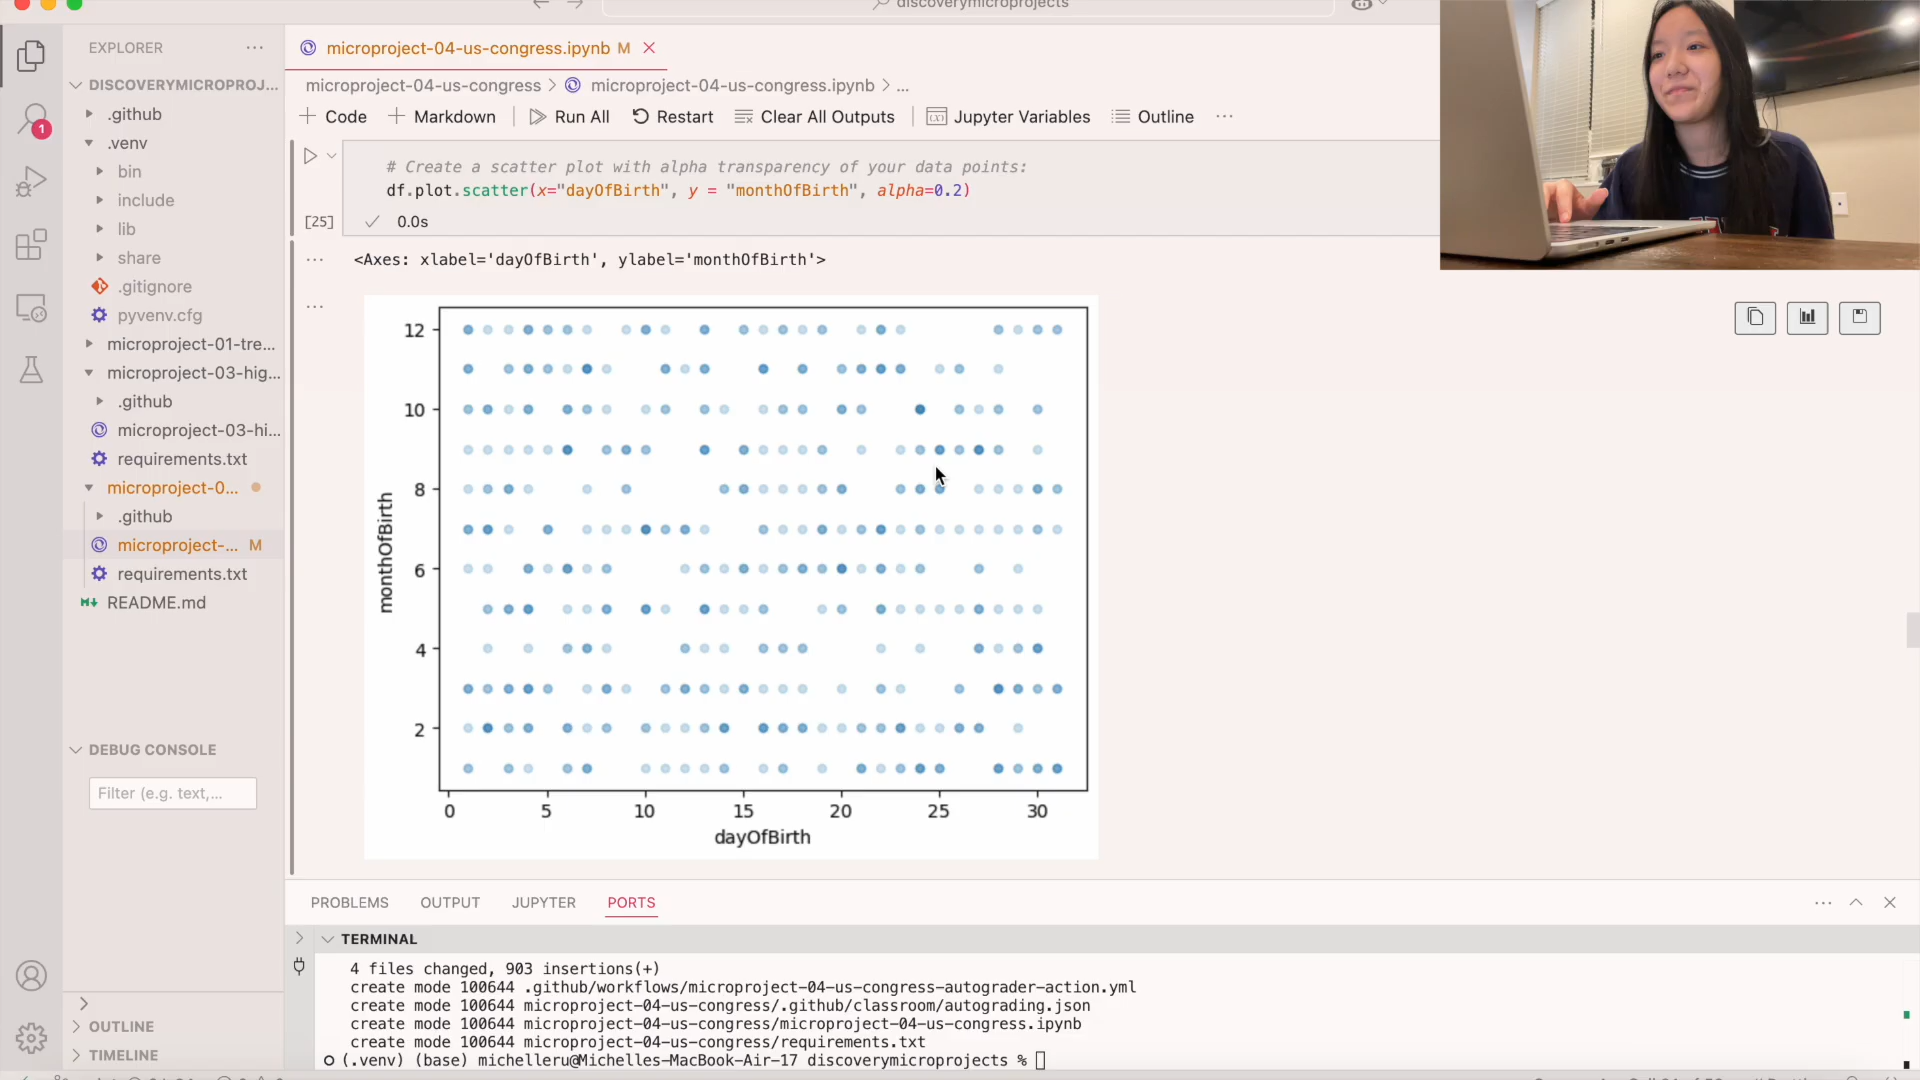 discoverymicroprojects
EXPLORER
DISCOVERYMICROPROJ...
.github
.venv
bin
include
lib
share
.gitignore
pyvenv.cfg
microproject-01-tre...
microproject-03-hig...
.github
microproject-03-hi...
requirements.txt
microproject-0...
.github
microproject-... M
requirements.txt
README.md
DEBUG CONSOLE
Filter (e.g. text,...
OUTLINE
TIMELINE
1
microproject-04-us-congress.ipynb M
microproject-04-us-congress > microproject-04-us-congress.ipynb > ...
Code Markdown Run All Restart Clear All Outputs Jupyter Variables Outline ...
# Create a scatter plot with alpha transparency of your data points:
df.plot.scatter(x="dayOfBirth", y = "monthOfBirth", alpha=0.2)
[25] 0.0s
<Axes: xlabel='dayOfBirth', ylabel='monthOfBirth'>
12
10
8
6
4
2
monthOfBirth
0 5 10 15 20 25 30
dayOfBirth
PROBLEMS OUTPUT JUPYTER PORTS
TERMINAL
4 files changed, 903 insertions(+)
create mode 100644 .github/workflows/microproject-04-us-congress-autograder-action.yml
create mode 100644 microproject-04-us-congress/.github/classroom/autograding.json
create mode 100644 microproject-04-us-congress/microproject-04-us-congress.ipynb
create mode 100644 microproject-04-us-congress/requirements.txt
(.venv) (base) michelleru@Michelles-MacBook-Air-17 discoverymicroprojects %